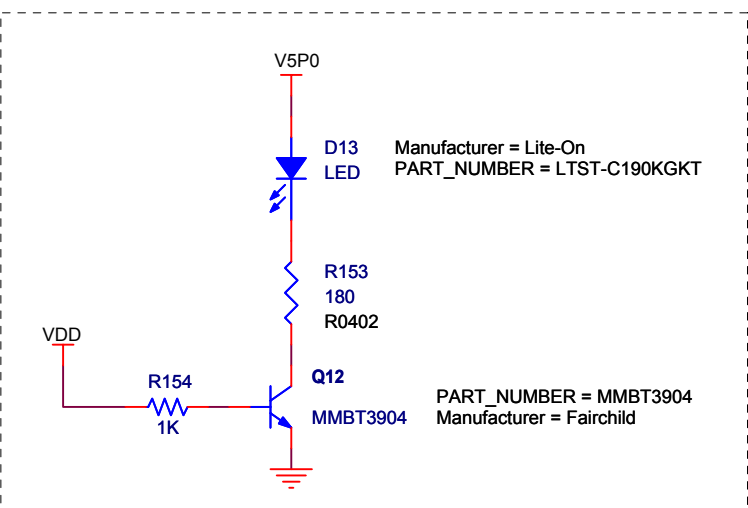 V5P0
D13
LED
Manufacturer = Lite-On
PART_NUMBER = LTST-C190KGKT
R153
180
R0402
VDD
R154
1K
Q12
MMBT3904
PART_NUMBER = MMBT3904
Manufacturer = Fairchild